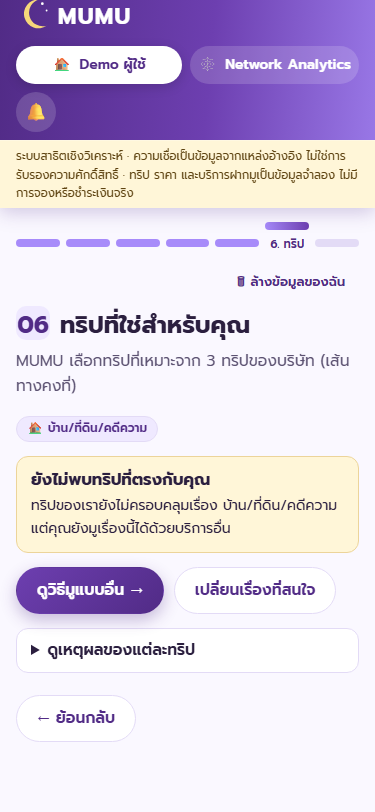 MUMU
Demo ผู้ใช้
Network Analytics
ระบบสาธิตเชิงวิเคราะห์ · ความเชื่อเป็นข้อมูลจากแหล่งอ้างอิง ไม่ใช่การ
รับรองความศักดิ์สิทธิ์ · ทริป ราคา และบริการฝากมูเป็นข้อมูลจำลอง ไม่มี
การจองหรือชำระเงินจริง
6. ทริป
ล้างข้อมูลของฉัน
06 ทริปที่ใช่สำหรับคุณ
MUMU เลือกทริปที่เหมาะจาก 3 ทริปของบริษัท (เส้น
ทางคงที่)
บ้าน/ที่ดิน/คดีความ
ยังไม่พบทริปที่ตรงกับคุณ
ทริปของเรายังไม่ครอบคลุมเรื่อง บ้าน/ที่ดิน/คดีความ
แต่คุณยังมูเรื่องนี้ได้ด้วยบริการอื่น
ดูวิธีมูแบบอื่น →
เปลี่ยนเรื่องที่สนใจ
▶ ดูเหตุผลของแต่ละทริป
← ย้อนกลับ